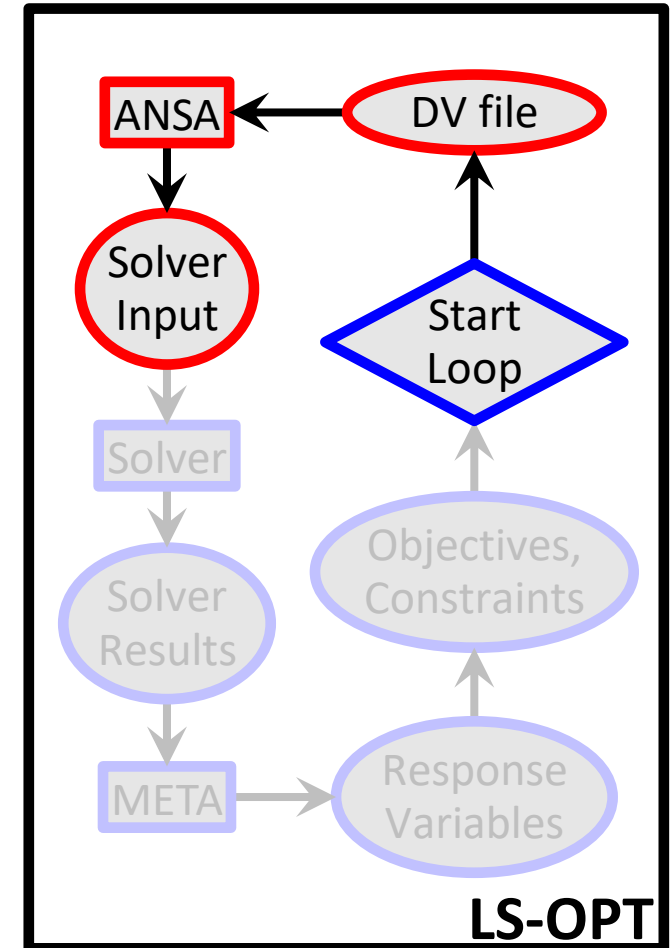 ANSA
DV file
Solver
Input
Start
Loop
Solver
Objectives,
Constraints
Solver
Results
META
Response
Variables
LS-OPT